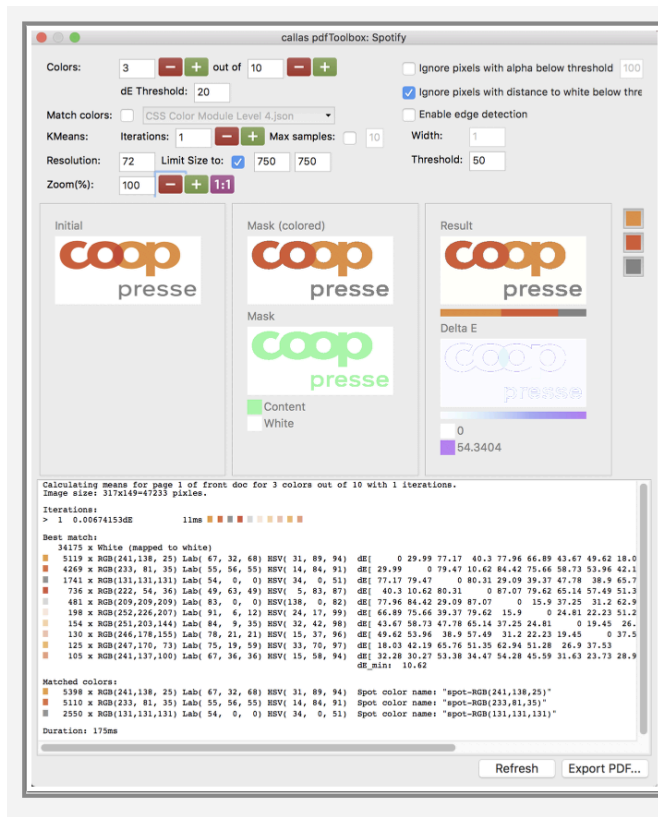 callas pdfToolbox: Spotify
Colors: 3 − + out of 10 − +
Ignore pixels with alpha below threshold 100
dE Threshold: 20
Ignore pixels with distance to white below thre
Match colors: CSS Color Module Level 4.json
Enable edge detection
KMeans: Iterations: 1 − + Max samples: 10
Width: 1
Resolution: 72 Limit Size to: 750 750
Threshold: 50
Zoom(%): 100 − + 1:1
Initial
coop
presse
Mask (colored)
coop
presse
Mask
coop
presse
Content
White
Result
coop
presse
Delta E
coop
presse
0
54.3404
Calculating means for page 1 of front doc for 3 colors out of 10 with 1 iterations.
Image size: 317x149=47233 pixles.
Iterations:
> 1 0.00674153dE 11ms
Best match:
34175 x White (mapped to white)
5119 x RGB(241,138, 25) Lab( 67, 32, 68) HSV( 31, 89, 94) dE[ 0 29.99 77.17 40.3 77.96 66.89 43.67 49.62 18.0
4269 x RGB(233, 81, 35) Lab( 55, 56, 55) HSV( 14, 84, 91) dE[ 29.99 0 79.47 10.62 84.42 75.66 58.73 53.96 42.1
1741 x RGB(131,131,131) Lab( 54, 0, 0) HSV( 34, 0, 51) dE[ 77.17 79.47 0 80.31 29.09 39.37 47.78 38.9 65.7
736 x RGB(222, 54, 36) Lab( 49, 63, 49) HSV( 5, 83, 87) dE[ 40.3 10.62 80.31 0 87.07 79.62 65.14 57.49 51.3
481 x RGB(209,209,209) Lab( 83, 0, 0) HSV(138, 0, 82) dE[ 77.96 84.42 29.09 87.07 0 15.9 37.25 31.2 62.9
198 x RGB(252,226,209) Lab( 91, 6, 12) HSV( 24, 17, 99) dE[ 66.89 75.66 39.37 79.62 15.9 0 24.81 22.23 51.2
154 x RGB(251,203,144) Lab( 84, 9, 35) HSV( 32, 42, 98) dE[ 43.67 58.73 47.78 65.14 37.25 24.81 0 19.45 26.
130 x RGB(246,178,155) Lab( 78, 21, 21) HSV( 15, 37, 96) dE[ 49.62 53.96 38.9 57.49 31.2 22.23 19.45 0 37.5
125 x RGB(247,170, 73) Lab( 75, 19, 59) HSV( 33, 70, 97) dE[ 18.03 42.19 65.76 51.35 62.94 51.28 26.9 37.53
105 x RGB(241,137,100) Lab( 67, 36, 36) HSV( 15, 58, 94) dE[ 32.28 30.27 53.38 34.47 54.28 45.59 31.63 23.73 28.9
dE_min: 10.62
Matched colors:
5398 x RGB(241,138, 25) Lab( 67, 32, 68) HSV( 31, 89, 94) Spot color name: "spot-RGB(241,138,25)"
5110 x RGB(233, 81, 35) Lab( 55, 56, 55) HSV( 14, 84, 91) Spot color name: "spot-RGB(233,81,35)"
2550 x RGB(131,131,131) Lab( 54, 0, 0) HSV( 34, 0, 51) Spot color name: "spot-RGB(131,131,131)"
Duration: 175ms
Refresh
Export PDF...